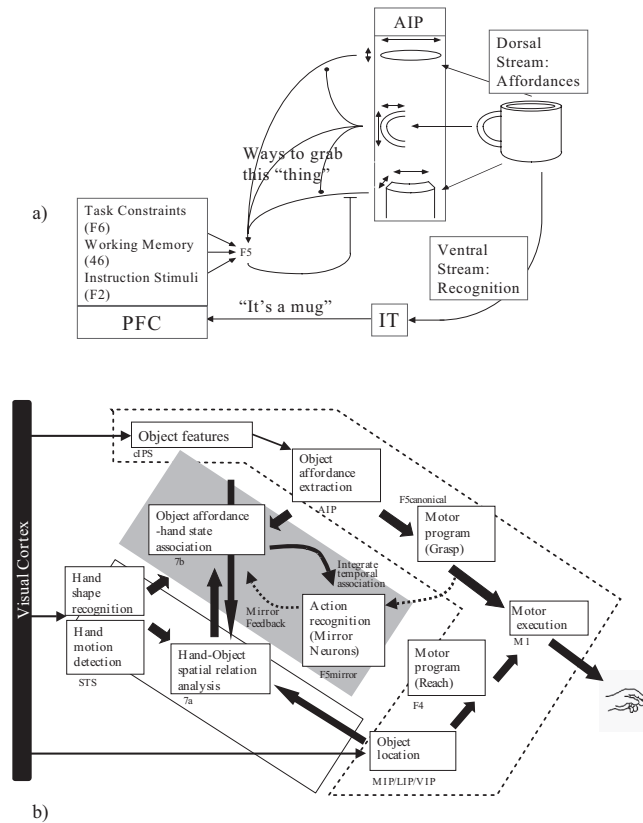 AIP
Dorsal
Stream:
Affordances
Ways to grab
this “thing”
a)
Task Constraints
(F6)
Working Memory
(46)
Instruction Stimuli
(F2)
F5
Ventral
Stream:
Recognition
“It’s a mug”
PFC
IT
b)
Visual Cortex
Object features
cIPS
Object
affordance
extraction
AIP
F5canonical
Motor
program
(Grasp)
Object affordance
-hand state
association
7b
Integrate
temporal
association
Hand
shape
recognition
Hand
motion
detection
STS
Mirror
Feedback
Action
recognition
(Mirror
Neurons)
F5mirror
Motor
execution
M1
Hand-Object
spatial relation
analysis
7a
Motor
program
(Reach)
F4
Object
location
MIP/LIP/VIP